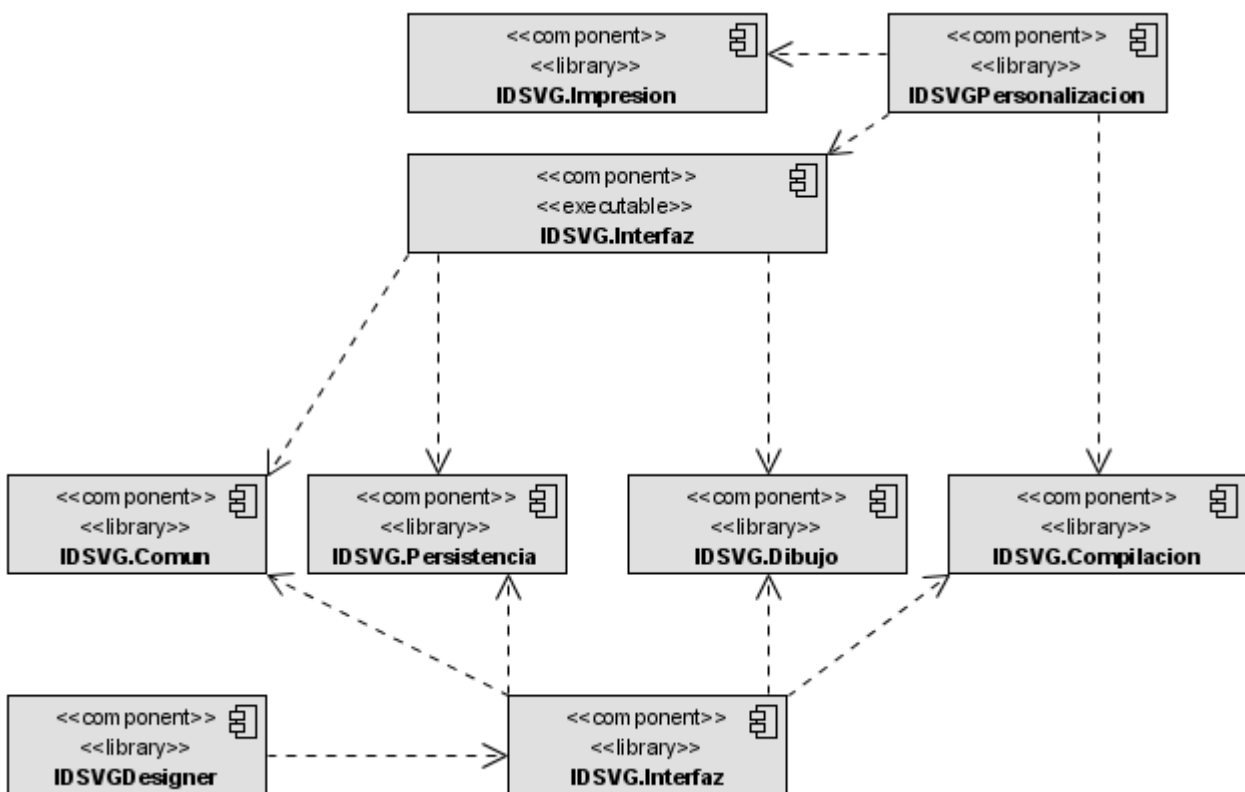 <<component>>
<<library>>
IDSVG.Impresion
<<component>>
<<library>>
IDSVGPersonalizacion
<<component>>
<<executable>>
IDSVG.Interfaz
<<component>>
<<library>>
IDSVG.Comun
<<component>>
<<library>>
IDSVG.Persistencia
<<component>>
<<library>>
IDSVG.Dibujo
<<component>>
<<library>>
IDSVG.Compilacion
<<component>>
<<library>>
IDSVGDesigner
<<component>>
<<library>>
IDSVG.Interfaz